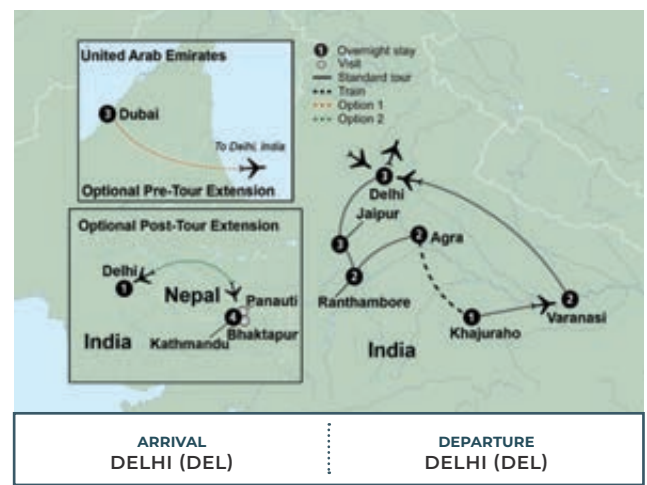 United Arab Emirates
3 Dubai
To Delhi, India
Optional Pre-Tour Extension
1 Overnight stay
Visit
Standard tour
Train
Option 1
Option 2
Optional Post-Tour Extension
Delhi
1
Nepal
Panauti
4
Bhaktapur
Kathmandu
India
3
Delhi
Jaipur
3
2 Agra
2
Ranthambore
1
Khajuraho
2
Varanasi
India
ARRIVAL
DELHI (DEL)
DEPARTURE
DELHI (DEL)